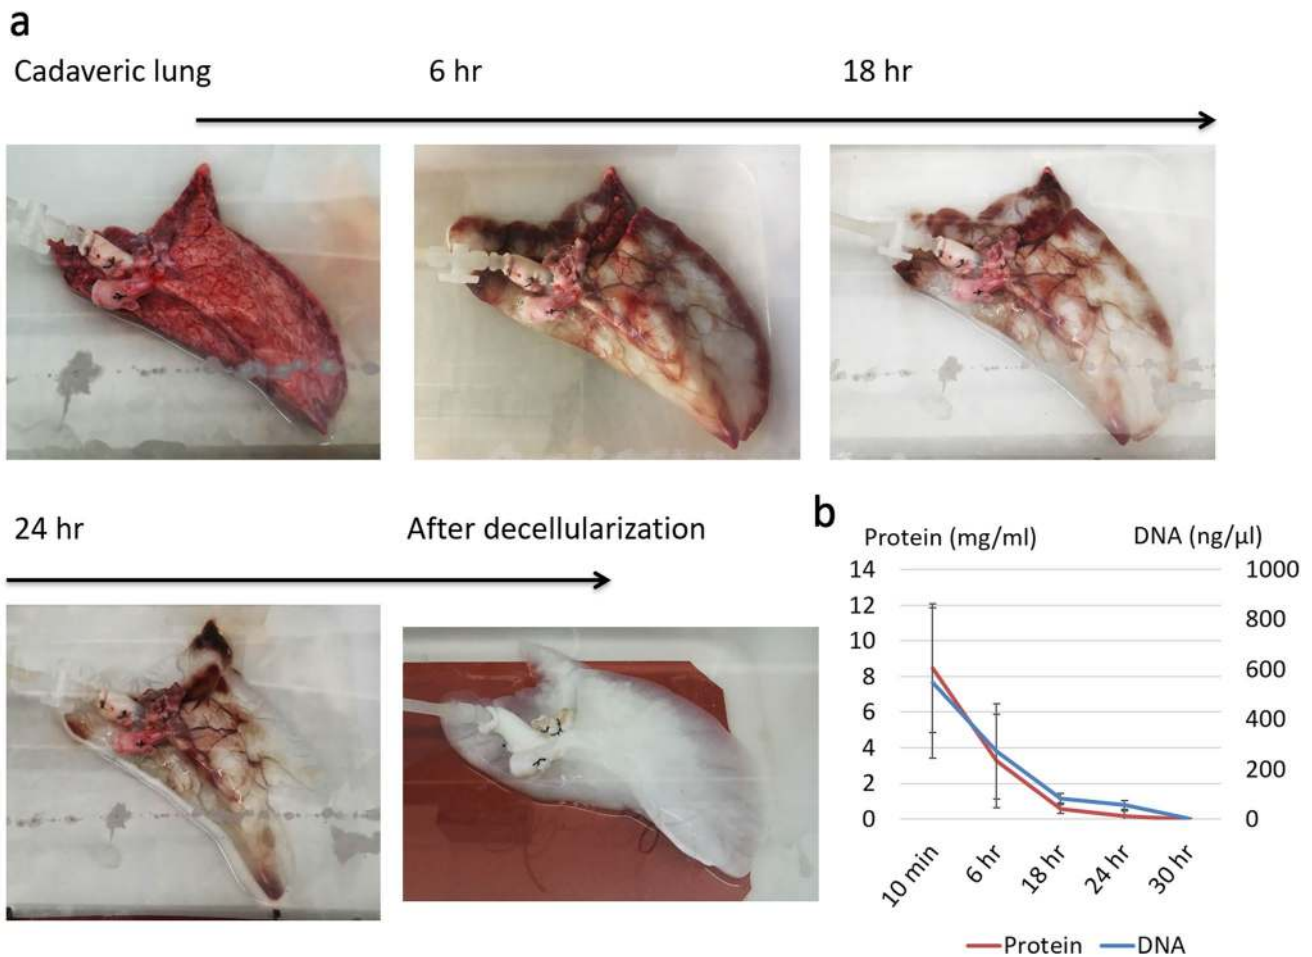 a
Cadaveric lung 6 hr 18 hr
24 hr After decellularization
b
Protein (mg/ml) DNA (ng/µl)
14 1000
12 800
10
8 600
6 400
4
2 200
0 0
10 min 6 hr 18 hr 24 hr 30 hr
Protein DNA